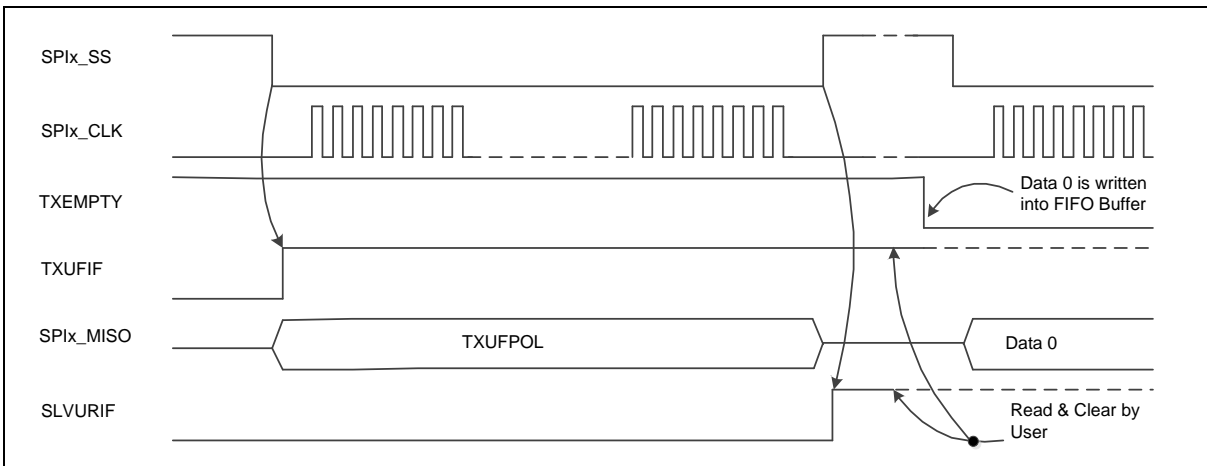 SPIx_SS
SPIx_CLK
TXEMPTY
Data 0 is written
into FIFO Buffer
TXUFIF
SPIx_MISO
TXUFPOL
Data 0
SLVURIF
Read & Clear by
User